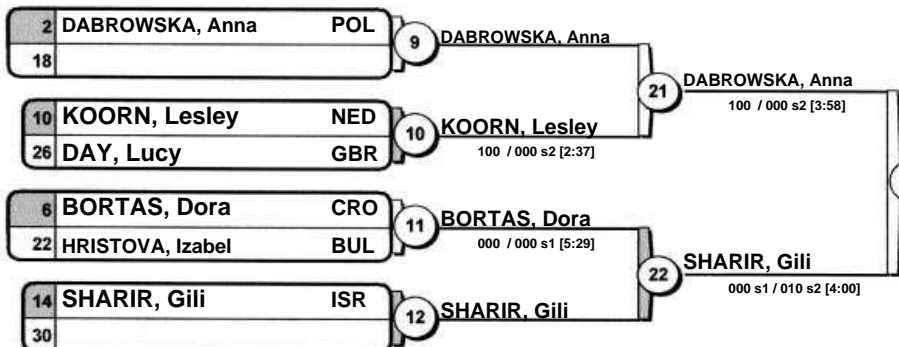 2 DABROWSKA, Anna POL
18
9 DABROWSKA, Anna
10 KOORN, Lesley NED
26 DAY, Lucy GBR
10 KOORN, Lesley
100 / 000 s2 [2:37]
21 DABROWSKA, Anna
100 / 000 s2 [3:58]
6 BORTAS, Dora CRO
22 HRISTOVA, Izabel BUL
11 BORTAS, Dora
000 / 000 s1 [5:29]
14 SHARIR, Gili ISR
30
12 SHARIR, Gili
22 SHARIR, Gili
000 s1 / 010 s2 [4:00]